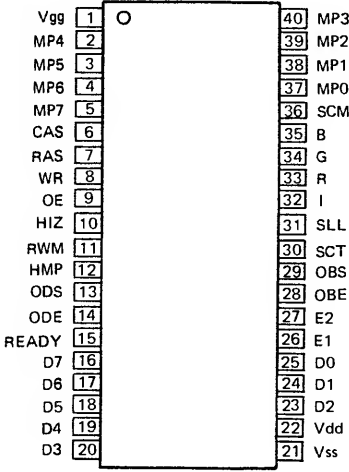 Vgg 1 40 MP3
MP4 2 39 MP2
MP5 3 38 MP1
MP6 4 37 MP0
MP7 5 36 SCM
CAS 6 35 B
RAS 7 34 G
WR 8 33 R
OE 9 32 I
HIZ 10 31 SLL
RWM 11 30 SCT
HMP 12 29 OBS
ODS 13 28 OBE
ODE 14 27 E2
READY 15 26 E1
D7 16 25 D0
D6 17 24 D1
D5 18 23 D2
D4 19 22 Vdd
D3 20 21 Vss